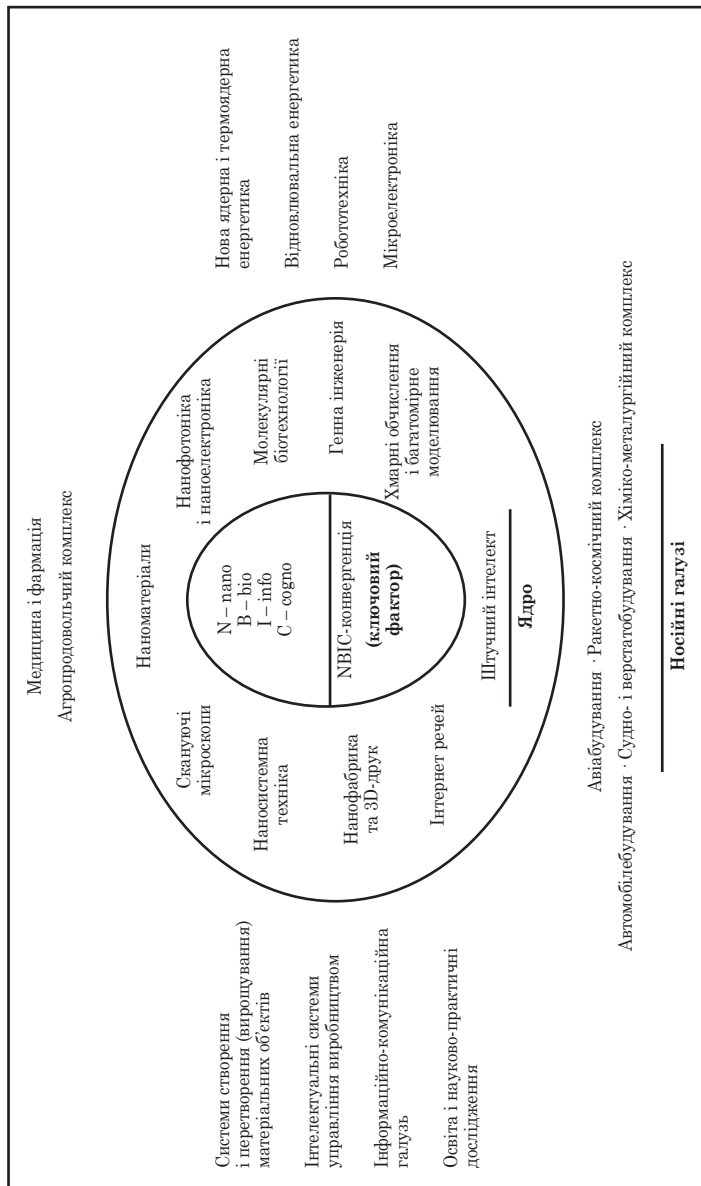 Медицина і фармація
Агропродовольчий комплекс
Системи створення
і перетворення (вирощування)
матеріальних об'єктів
Інтелектуальні системи
управління виробництвом
Інформаційно-комунікаційна
галузь
Освіта і науково-практичні
дослідження
Наноматеріали
Скануючі
мікроскопи
Наносистемна
техніка
Нанофабрика
та 3D-друк
Інтернет речей
N – nano
B – bio
I – info
C – cogno
NBIC-конвергенція
(ключовий
фактор)
Нанофотоніка
і наноелектроніка
Молекулярні
біотехнології
Генна інженерія
Хмарні обчислення
і багатомірне
моделювання
Штучний інтелект
Ядро
Нова ядерна і термоядерна
енергетика
Відновлювальна енергетика
Робототехніка
Мікроелектроніка
Авіабудування · Ракетно-космічний комплекс
Автомобілебудування · Судно- і верстатобудування · Хіміко-металургійний комплекс
Носійні галузі